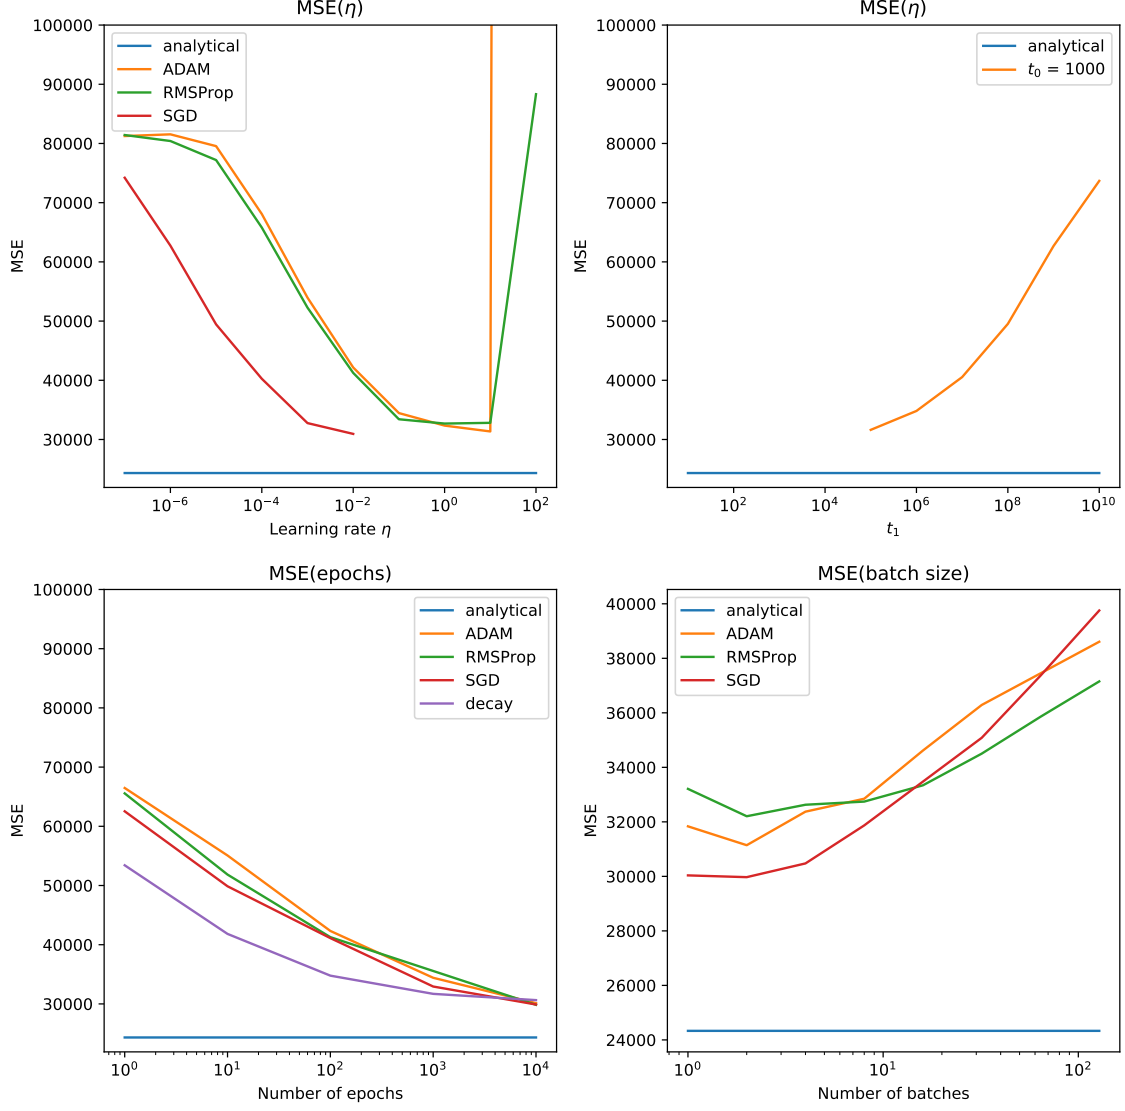 MSE(η)
100000
90000
80000
70000
60000
50000
40000
30000
MSE
analytical
ADAM
RMSProp
SGD
10⁻⁶
10⁻⁴
10⁻²
10⁰
10²
Learning rate η
MSE(η)
100000
90000
80000
70000
60000
50000
40000
30000
MSE
analytical
t₀ = 1000
10²
10⁴
10⁶
10⁸
10¹⁰
t₁
MSE(epochs)
100000
90000
80000
70000
60000
50000
40000
30000
MSE
analytical
ADAM
RMSProp
SGD
decay
10⁰
10¹
10²
10³
10⁴
Number of epochs
MSE(batch size)
40000
38000
36000
34000
32000
30000
28000
26000
24000
MSE
analytical
ADAM
RMSProp
SGD
10⁰
10¹
10²
Number of batches